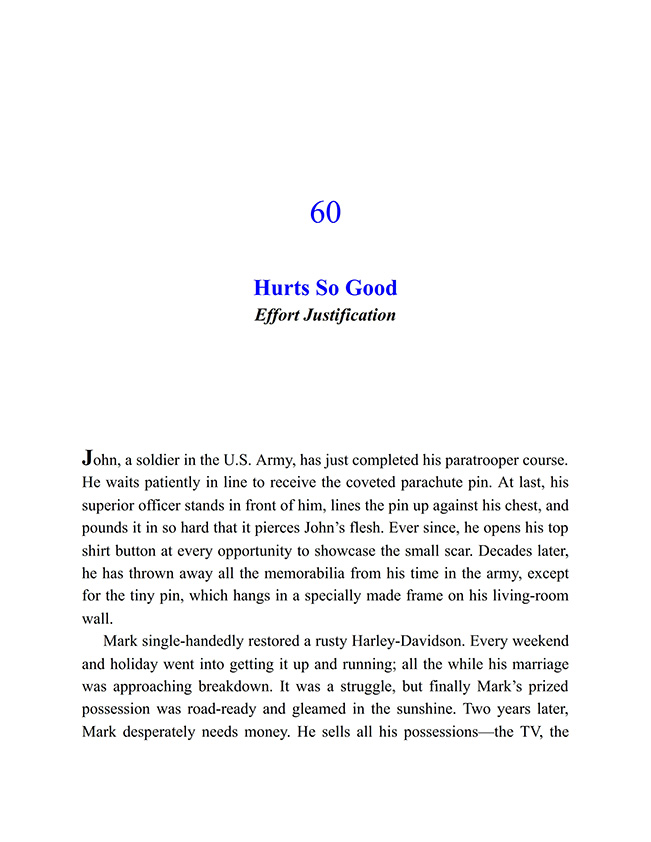 60
Hurts So Good
Effort Justification
John, a soldier in the U.S. Army, has just completed his paratrooper course.
He waits patiently in line to receive the coveted parachute pin. At last, his
superior officer stands in front of him, lines the pin up against his chest, and
pounds it in so hard that it pierces John’s flesh. Ever since, he opens his top
shirt button at every opportunity to showcase the small scar. Decades later,
he has thrown away all the memorabilia from his time in the army, except
for the tiny pin, which hangs in a specially made frame on his living-room
wall.
Mark single-handedly restored a rusty Harley-Davidson. Every weekend
and holiday went into getting it up and running; all the while his marriage
was approaching breakdown. It was a struggle, but finally Mark’s prized
possession was road-ready and gleamed in the sunshine. Two years later,
Mark desperately needs money. He sells all his possessions—the TV, the